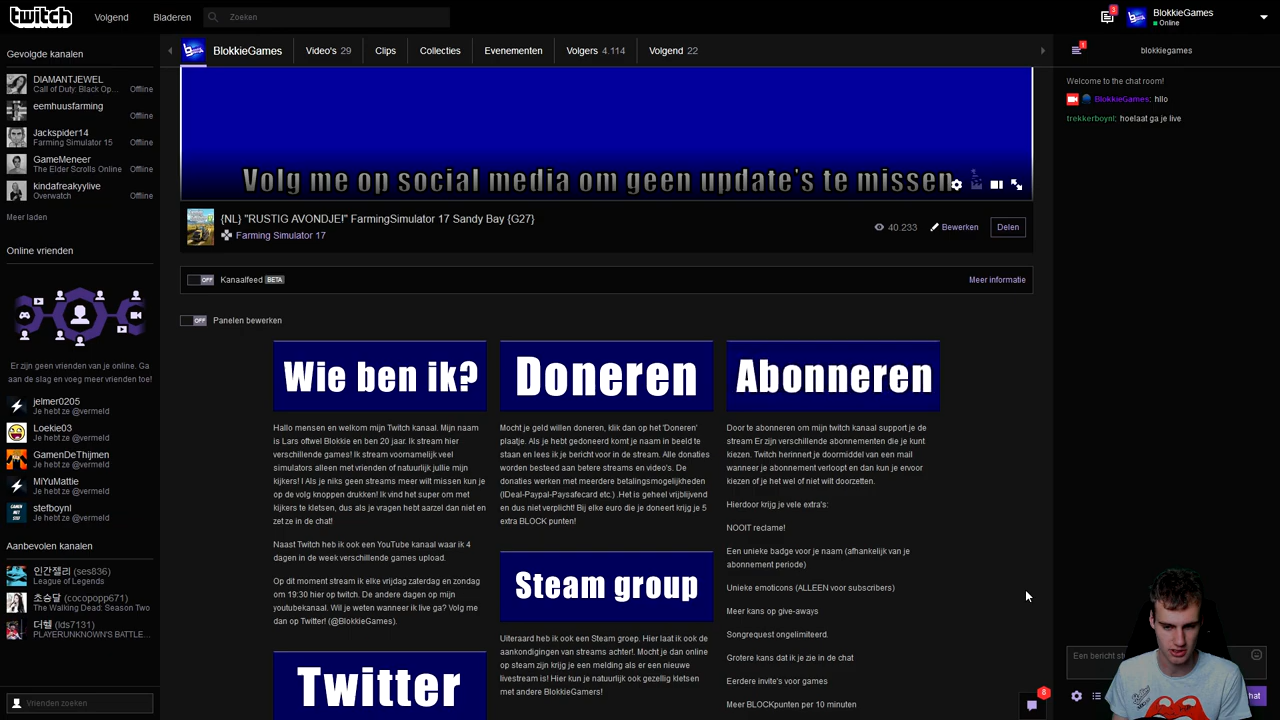 twitch
Volgend
Bladeren
Zoeken
3
BlokkieGames
Online
Gevolgde kanalen
DIAMANTJEWEL
Call of Duty: Black Op...
Offline
eemhuusfarming
Offline
Jackspider14
Farming Simulator 15
Offline
GameMeneer
The Elder Scrolls Online
Offline
kindafreakyylive
Overwatch
Offline
Meer laden
Online vrienden
Er zijn geen vrienden van je online. Ga
aan de slag en voeg meer vrienden toe!
jelmer0205
Je hebt ze @vermeld
Loekie03
Je hebt ze @vermeld
GamenDeThijmen
Je hebt ze @vermeld
MiYuMattie
Je hebt ze @vermeld
stefboynl
Je hebt ze @vermeld
Aanbevolen kanalen
인간젤리 (ses836)
League of Legends
초승달 (cocopopp671)
The Walking Dead: Season Two
더헬 (lds7131)
PLAYERUNKNOWN'S BATTLE...
Vrienden zoeken
BlokkieGames
Video's 29
Clips
Collecties
Evenementen
Volgers 4.114
Volgend 22
Volg me op social media om geen update's te missen
{NL} "RUSTIG AVONDJEI" FarmingSimulator 17 Sandy Bay {G27}
Farming Simulator 17
40.233
Bewerken
Delen
OFF
Kanaalfeed BETA
Meer informatie
OFF
Panelen bewerken
Wie ben ik?
Hallo mensen en welkom mijn Twitch kanaal. Mijn naam
is Lars oftwel Blokkie en ben 20 jaar. Ik stream hier
verschillende games! Ik stream voornamelijk veel
simulators alleen met vrienden of natuurlijk jullie mijn
kijkers! I Als je niks geen streams meer wilt missen kun je
op de volg knoppen drukken! Ik vind het super om met
kijkers te kletsen, dus als je vragen hebt aarzel dan niet en
zet ze in de chat!
Naast Twitch heb ik ook een YouTube kanaal waar ik 4
dagen in de week verschillende games upload.
Op dit moment stream ik elke vrijdag zaterdag en zondag
om 19:30 hier op twitch. De andere dagen op mijn
youtubekanaal. Wil je weten wanneer ik live ga? Volg me
dan op Twitter! (@BlokkieGames).
Twitter
Doneren
Mocht je geld willen doneren, klik dan op het 'Doneren'
plaatje. Als je hebt gedoneerd komt je naam in beeld te
staan en lees ik je bericht voor in de stream. Alle donaties
worden besteed aan betere streams en video's. De
donaties werken met meerdere betalingsmogelijkheden
(IDeal-Paypal-Paysafecard etc.) .Het is geheel vrijblijvend
en dus niet verplicht! Bij elke euro die je doneert krijg je 5
extra BLOCK punten!
Steam group
Uiteraard heb ik ook een Steam groep. Hier laat ik ook de
aankondigingen van streams achter!. Mocht je dan online
op steam zijn krijg je een melding als er een nieuwe
livestream is! Hier kun je natuurlijk ook gezellig kletsen
met andere BlokkieGamers!
Abonneren
Door te abonneren om mijn twitch kanaal support je de
stream Er zijn verschillende abonnementen die je kunt
kiezen. Twitch herinnert je doormiddel van een mail
wanneer je abonnement verloopt en dan kun je ervoor
kiezen of je het wel of niet wilt doorzetten.
Hierdoor krijg je vele extra's:
NOOIT reclame!
Een unieke badge voor je naam (afhankelijk van je
abonnement periode)
Unieke emoticons (ALLEEN voor subscribers)
Meer kans op give-aways
Songrequest ongelimiteerd.
Grotere kans dat ik je zie in de chat
Eerdere invite's voor games
Meer BLOCKpunten per 10 minuten
1
blokkiegames
Welcome to the chat room!
BlokkieGames: hllo
trekkerboynl: hoelaat ga je live
Een bericht
8